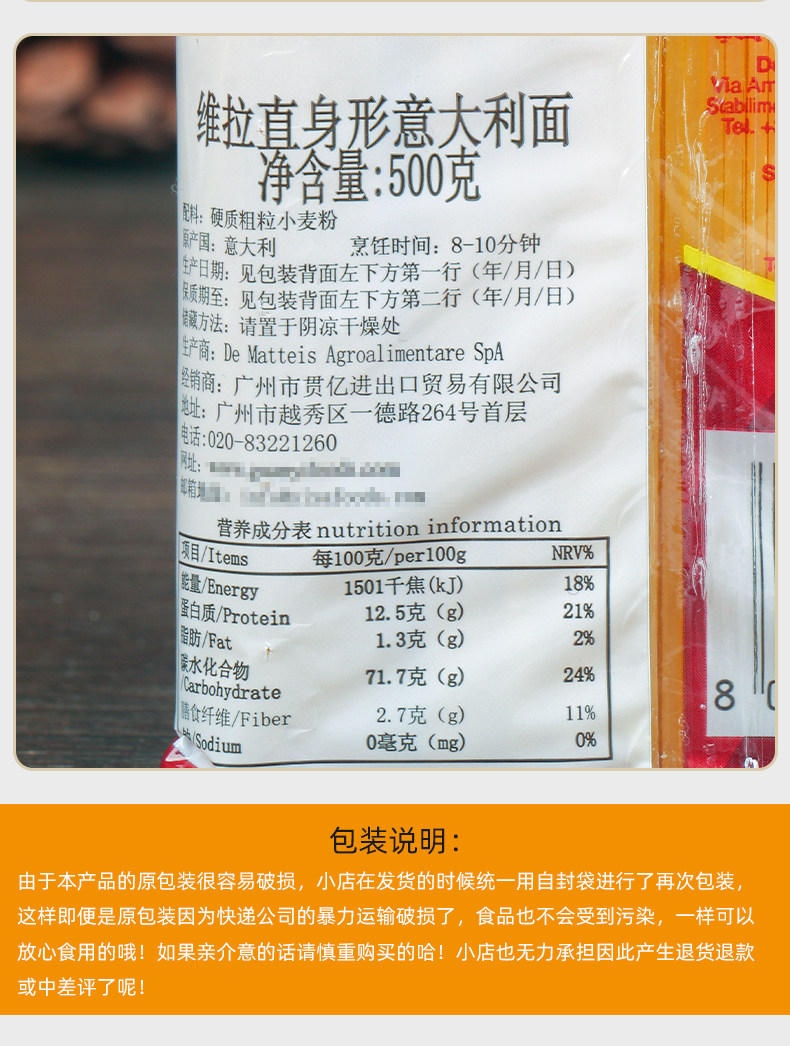 维拉直身形意大利面
净含量:500克
配料: 硬质粗粒小麦粉
原产国: 意大利 烹饪时间: 8-10分钟
生产日期: 见包装背面左下方第一行（年/月/日）
保质期至: 见包装背面左下方第二行（年/月/日）
储藏方法: 请置于阴凉干燥处
生产商: De Matteis Agroalimentare SpA
经销商: 广州市贯亿进出口贸易有限公司
地址: 广州市越秀区一德路264号首层
电话:020-83221260
网址:
邮箱
营养成分表 nutrition information
项目/Items 每100克/per100g NRV%
能量/Energy 1501千焦(kJ) 18%
蛋白质/Protein 12.5克（g） 21%
脂肪/Fat 1.3克（g） 2%
碳水化合物
/Carbohydrate 71.7克（g） 24%
膳食纤维/Fiber 2.7克（g） 11%
钠/Sodium 0毫克（mg） 0%
Via Am
Stabilim
Tel. +
8 0
包装说明：
由于本产品的原包装很容易破损，小店在发货的时候统一用自封袋进行了再次包装，
这样即便是原包装因为快递公司的暴力运输破损了，食品也不会受到污染，一样可以
放心食用的哦！如果亲介意的话请慎重购买的哈！小店也无力承担因此产生退货退款
或中差评了呢！